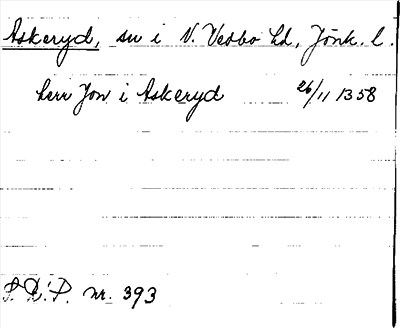 Askeryd, sn i V. Vedbo hd, Jönk. l.
herr Jon i Askeryd 26/11 1358
S. R. P. nr. 393